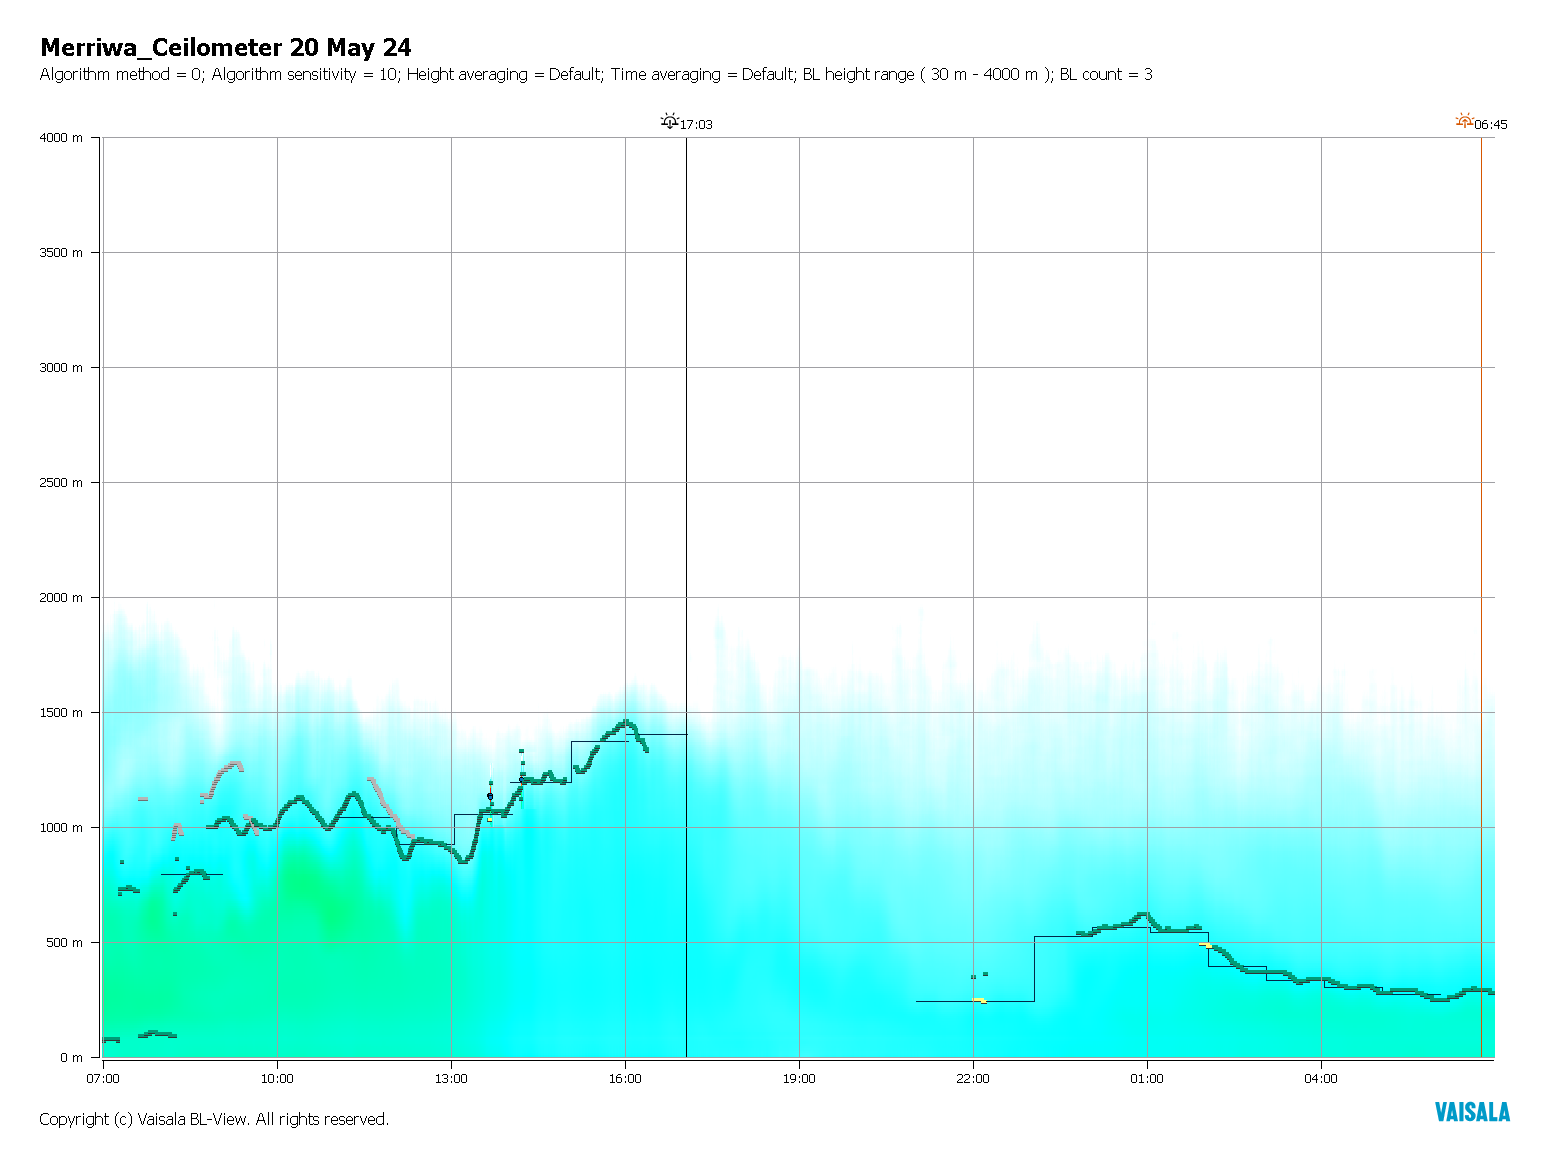 Merriwa_Ceilometer 20 May 24
Algorithm method = 0; Algorithm sensitivity = 10; Height averaging = Default; Time averaging = Default; BL height range ( 30 m - 4000 m ); BL count = 3
17:03
06:45
4000 m
3500 m
3000 m
2500 m
2000 m
1500 m
1000 m
500 m
0 m
07:00
10:00
13:00
16:00
19:00
22:00
01:00
04:00
Copyright (c) Vaisala BL-View. All rights reserved.
VAISALA